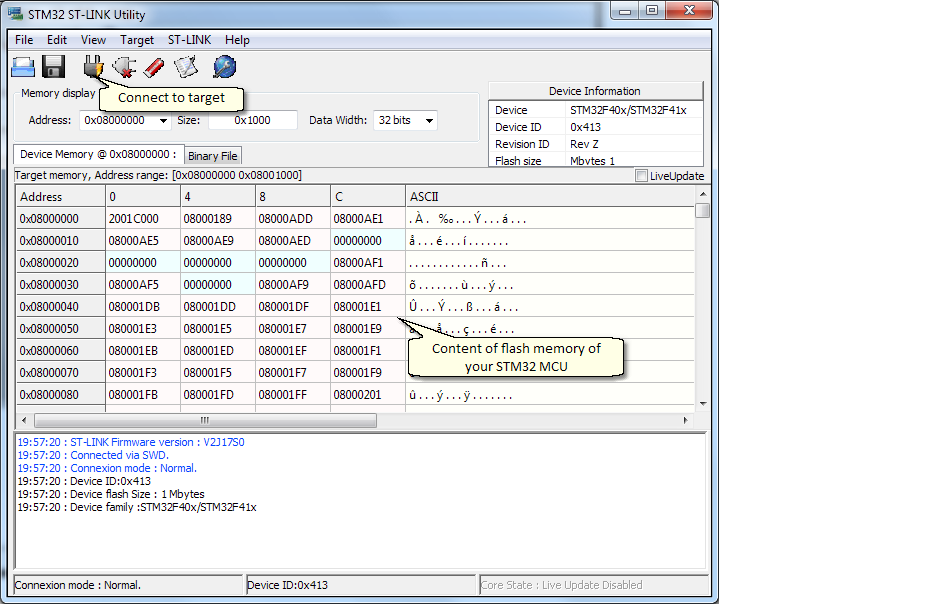 STM32 ST-LINK Utility
File Edit View Target ST-LINK Help
Connect to target
Memory display
Address: 0x08000000 Size: 0x1000 Data Width: 32 bits
Device Information
Device STM32F40x/STM32F41x
Device ID 0x413
Revision ID Rev Z
Flash size Mbytes 1
Device Memory @ 0x08000000 : Binary File
Target memory, Address range: [0x08000000 0x08001000] LiveUpdate
Address 0 4 8 C ASCII
0x08000000 2001C000 08000189 08000ADD 08000AE1 .À. ‰...Ý...á...
0x08000010 08000AE5 08000AE9 08000AED 00000000 å...é...í.......
0x08000020 00000000 00000000 00000000 08000AF1 ............ñ...
0x08000030 08000AF5 00000000 08000AF9 08000AFD õ.......ù...ý...
0x08000040 080001DB 080001DD 080001DF 080001E1 Û...Ý...ß...á...
0x08000050 080001E3 080001E5 080001E7 080001E9 å...ç...é...
0x08000060 080001EB 080001ED 080001EF 080001F1
0x08000070 080001F3 080001F5 080001F7 080001F9
0x08000080 080001FB 080001FD 080001FF 08000201 û...ý...ÿ.......
Content of flash memory of
your STM32 MCU
19:57:20 : ST-LINK Firmware version : V2J17S0
19:57:20 : Connected via SWD.
19:57:20 : Connexion mode : Normal.
19:57:20 : Device ID:0x413
19:57:20 : Device flash Size : 1 Mbytes
19:57:20 : Device family :STM32F40x/STM32F41x
Connexion mode : Normal. Device ID:0x413 Core State : Live Update Disabled